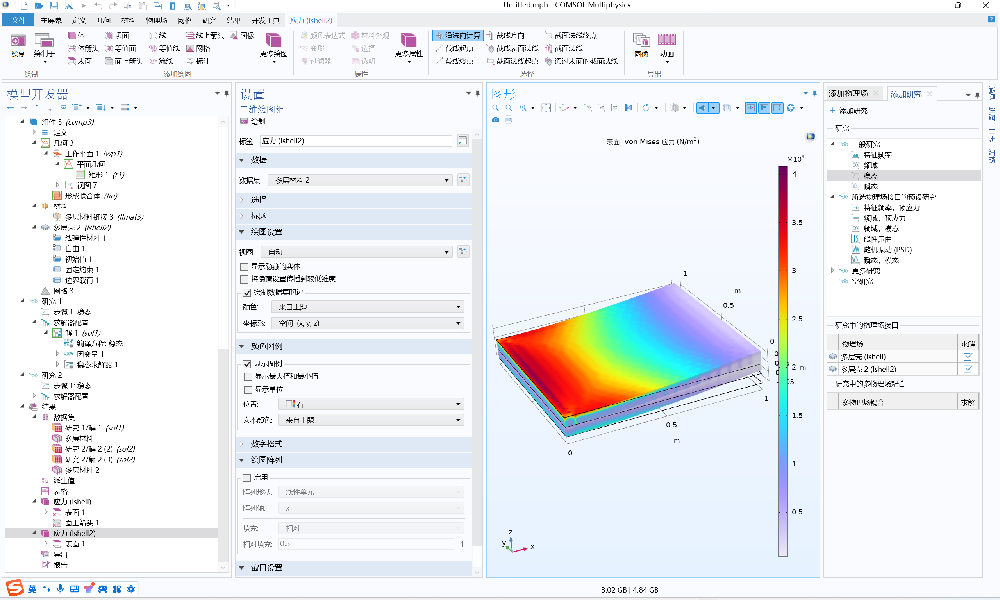 Untitled.mph - COMSOL Multiphysics
文件 主屏幕 定义 几何 材料 物理场 网格 研究 结果 开发工具 应力 (lshell2)
绘制 绘制于
绘制
体 切面 线 线上箭头 图像
体箭头 等值面 等值线 网格
表面 面上箭头 流线 标注
更多绘图
添加绘图
颜色表达式 材料外观
变形 选择
过滤器 透明
更多属性
属性
沿法向计算 截线方向 截面法线终点
截线起点 截线表面法线 截面法线
截线终点 截面法线起点 通过表面的截面法线
选择
图像 动画
导出
模型开发器
组件 3 (comp3)
定义
几何 3
工作平面 1 (wp1)
平面几何
矩形 1 (r1)
视图 7
形成联合体 (fin)
材料
多层材料链接 3 (llmat3)
多层壳 2 (lshell2)
线弹性材料 1
自由 1
初始值 1
固定约束 1
边界载荷 1
网格 3
研究 1
步骤 1: 稳态
求解器配置
解 1 (sol1)
编译方程: 稳态
因变量 1
稳态求解器 1
研究 2
步骤 1: 稳态
求解器配置
结果
数据集
研究 1/解 1 (sol1)
多层材料
研究 2/解 2 (2) (sol2)
研究 2/解 2 (3) (sol2)
多层材料 2
派生值
表格
应力 (lshell)
表面 1
面上箭头 1
应力 (lshell2)
表面 1
导出
报告
设置
三维绘图组
绘制
标签: 应力 (lshell2)
数据
数据集: 多层材料 2
选择
标题
绘图设置
视图: 自动
显示隐藏的实体
将隐藏设置传播到较低维度
绘制数据集的边
颜色: 来自主题
坐标系: 空间 (x, y, z)
颜色图例
显示图例
显示最大值和最小值
显示单位
位置: 右
文本颜色: 来自主题
数字格式
绘图阵列
启用
阵列形状: 线性单元
阵列轴: x
填充: 相对
相对填充: 0.3 1
窗口设置
图形
表面: von Mises 应力 (N/m²)
×10⁴
4
3.5
3
2.5
2
1.5
1
0.5
1
m
0.5
0
m
1
0.5
m
0
z
y
x
添加物理场
添加研究
添加研究
研究
一般研究
特征频率
频域
稳态
瞬态
所选物理场接口的预设研究
特征频率，预应力
频域，预应力
频域，模态
线性屈曲
随机振动 (PSD)
瞬态，模态
更多研究
空研究
研究中的物理场接口
物理场 求解
多层壳 (lshell)
多层壳 2 (lshell2)
研究中的多物理场耦合
多物理场耦合 求解
消息
进度
日志
表格
英
3.02 GB | 4.84 GB